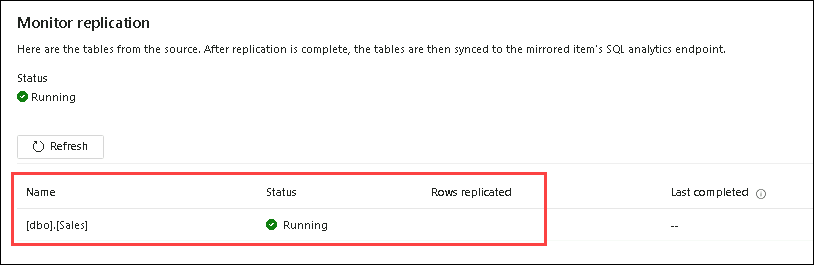 Monitor replication
Here are the tables from the source. After replication is complete, the tables are then synced to the mirrored item's SQL analytics endpoint.
Status
Running
Refresh
Name Status Rows replicated Last completed
[dbo].[Sales] Running --